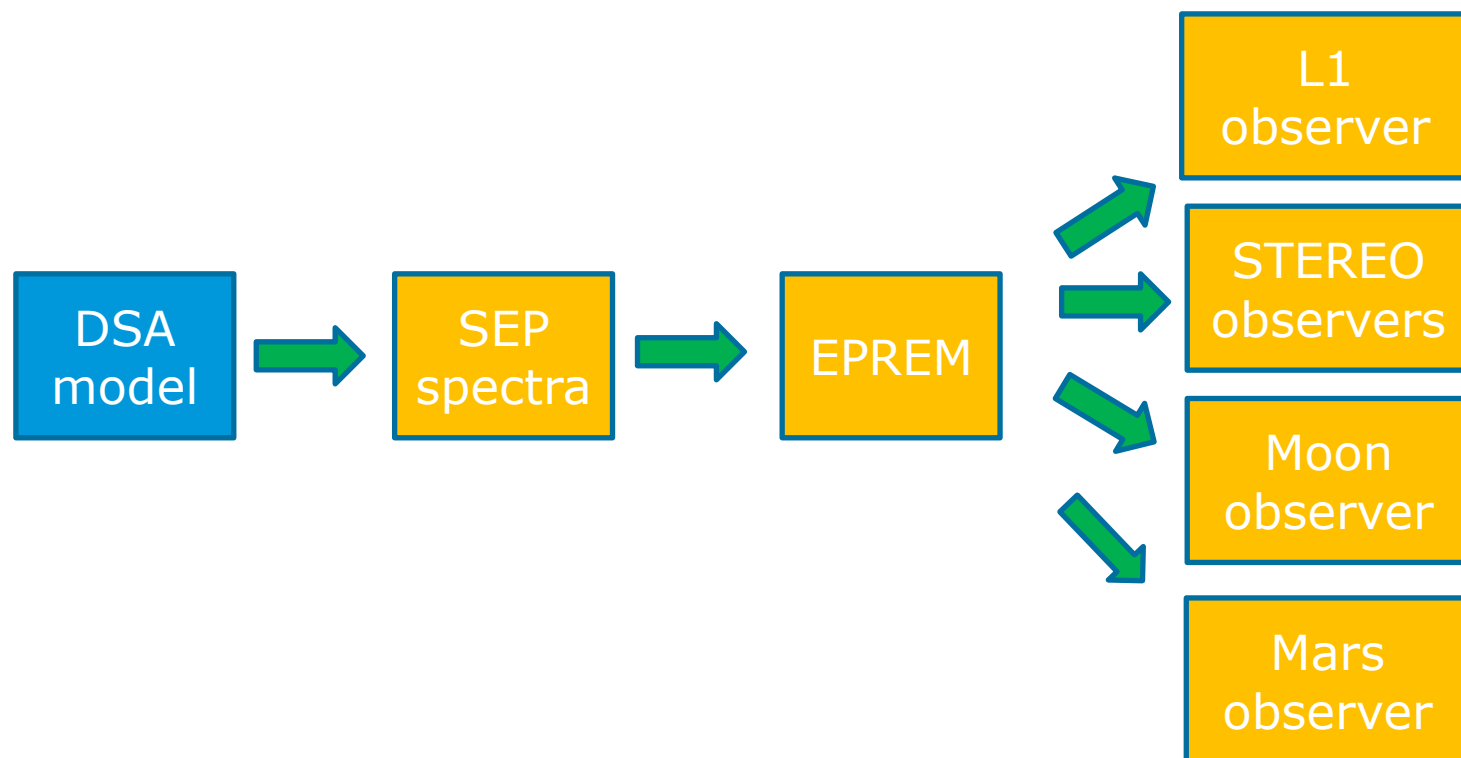 DSA
model
SEP
spectra
EPREM
L1
observer
STEREO
observers
Moon
observer
Mars
observer